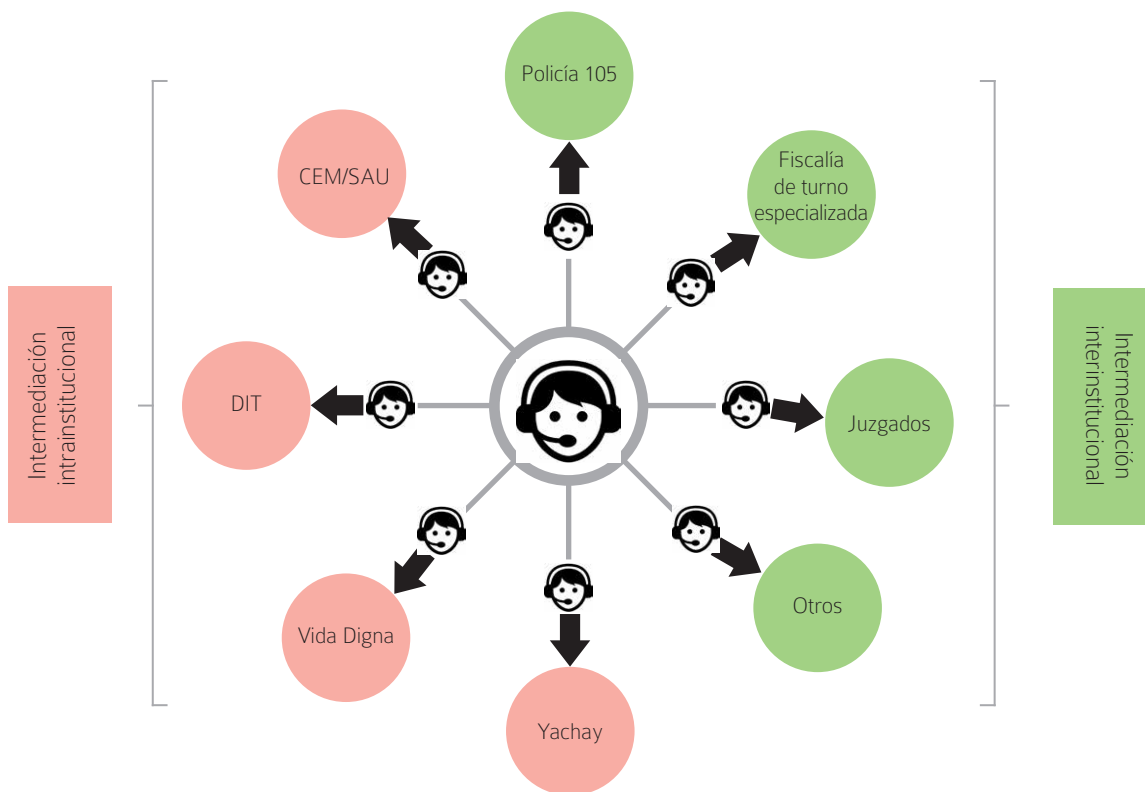 Policía 105
Fiscalía
de turno
especializada
CEM/SAU
Intermediación
intrainstitucional
DIT
Juzgados
Intermediación
interinstitucional
Vida Digna
Otros
Yachay